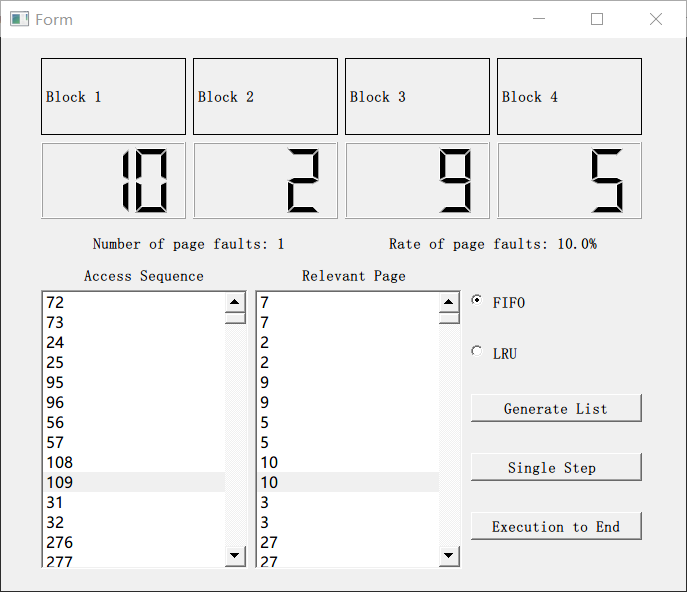 Form
Block 1 Block 2 Block 3 Block 4
10 2 9 5
Number of page faults: 1 Rate of page faults: 10.0%
Access Sequence Relevant Page
72 7
73 7
24 2
25 2
95 9
96 9
56 5
57 5
108 10
109 10
31 3
32 3
276 27
277 27
FIFO
LRU
Generate List
Single Step
Execution to End